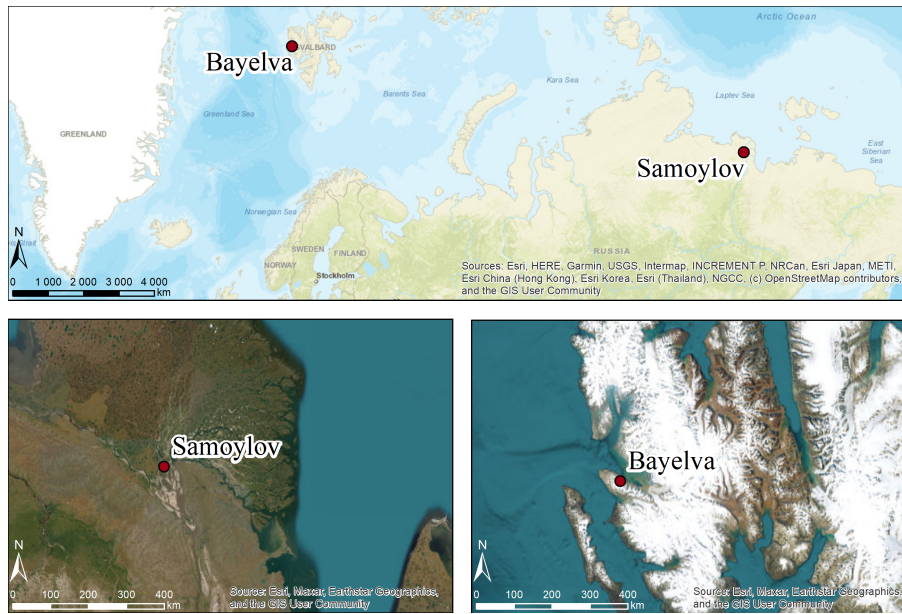 Arctic Ocean
SVALBARD
Bayelva
Kara Sea
Laptev Sea
Barents Sea
Greenland Sea
GREENLAND
East
Siberian
Sea
Samoylov
Norwegian Sea
N
SWEDEN
FINLAND
NORWAY
RUSSIA
Stockholm
0 1 000 2 000 3 000 4 000
km
Sources: Esri, HERE, Garmin, USGS, Intermap, INCREMENT P, NRCan, Esri Japan, METI,
Esri China (Hong Kong), Esri Korea, Esri (Thailand), NGCC, (c) OpenStreetMap contributors,
and the GIS User Community
Samoylov
N
0 100 200 300 400
km
Source: Esri, Maxar, Earthstar Geographics,
and the GIS User Community
Bayelva
N
0 100 200 300 400
km
Source: Esri, Maxar, Earthstar Geographics,
and the GIS User Community